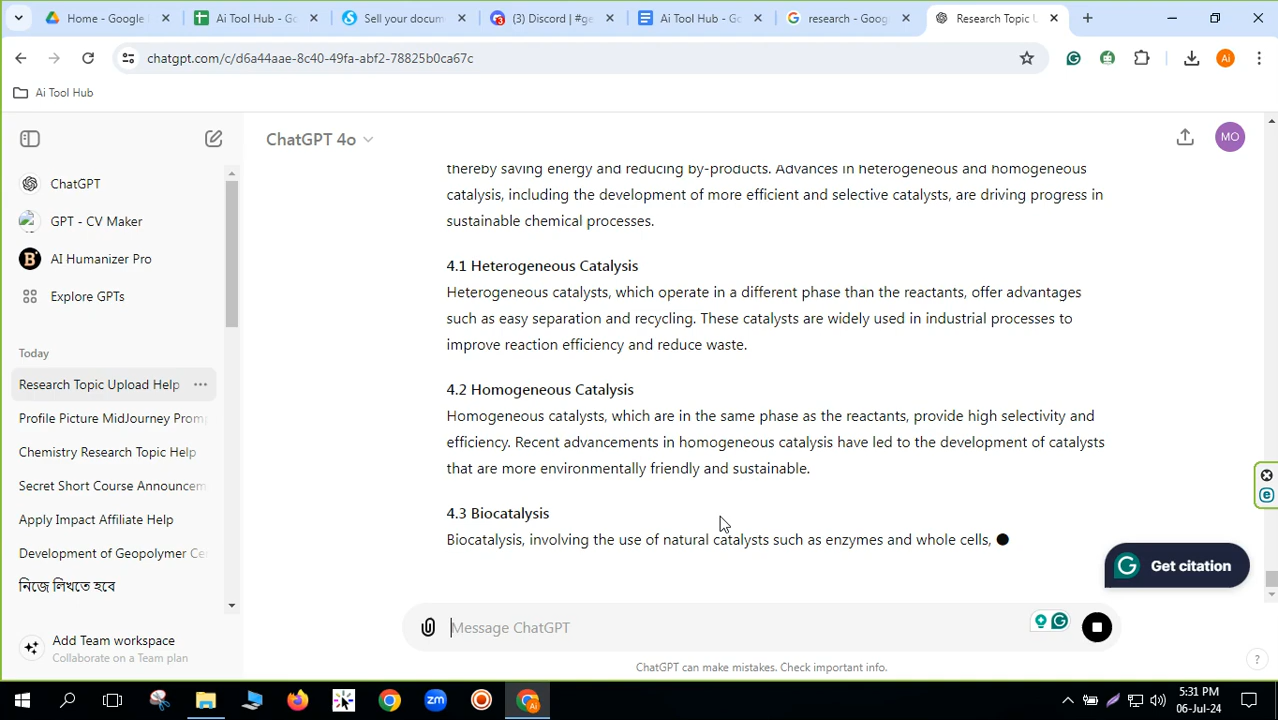 Home - Google
Ai Tool Hub - Go
Sell your docum
(3) Discord | #ge
Ai Tool Hub - Go
research - Goog
Research Topic U
chatgpt.com/c/d6a44aae-8c40-49fa-abf2-78825b0ca67c
Ai
Ai Tool Hub
ChatGPT 4o
MO
ChatGPT
GPT - CV Maker
AI Humanizer Pro
Explore GPTs
Today
Research Topic Upload Help
Profile Picture MidJourney Prom
Chemistry Research Topic Help
Secret Short Course Announcem
Apply Impact Affiliate Help
Development of Geopolymer Ce
নিজে লিখতে হবে
Add Team workspace
Collaborate on a Team plan
thereby saving energy and reducing by-products. Advances in heterogeneous and homogeneous
catalysis, including the development of more efficient and selective catalysts, are driving progress in
sustainable chemical processes.
4.1 Heterogeneous Catalysis
Heterogeneous catalysts, which operate in a different phase than the reactants, offer advantages
such as easy separation and recycling. These catalysts are widely used in industrial processes to
improve reaction efficiency and reduce waste.
4.2 Homogeneous Catalysis
Homogeneous catalysts, which are in the same phase as the reactants, provide high selectivity and
efficiency. Recent advancements in homogeneous catalysis have led to the development of catalysts
that are more environmentally friendly and sustainable.
4.3 Biocatalysis
Biocatalysis, involving the use of natural catalysts such as enzymes and whole cells,
Get citation
Message ChatGPT
ChatGPT can make mistakes. Check important info.
?
zm
Ai
5:31 PM
06-Jul-24